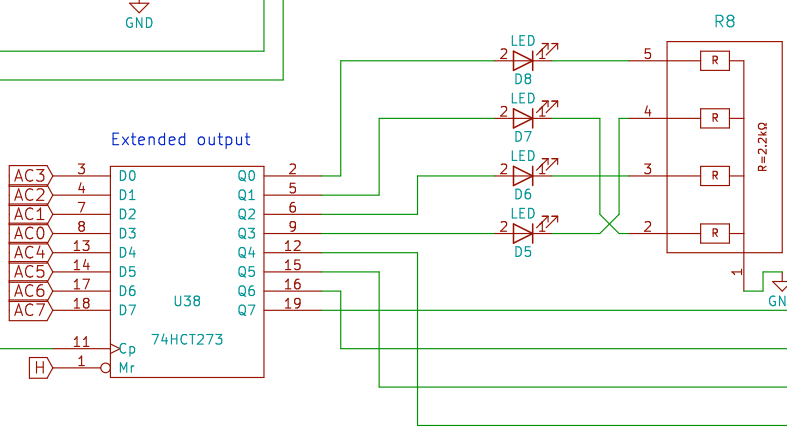 GND
R8
LED
2 1
D8
5 R
LED
2 1
D7
4 R
R=2.2kΩ
LED
2 1
D6
3 R
LED
2 1
D5
2 R
1
GN
Extended output
AC3 3 D0 Q0 2
AC2 4 D1 Q1 5
AC1 7 D2 Q2 6
AC0 8 D3 Q3 9
AC4 13 D4 Q4 12
AC5 14 D5 Q5 15
AC6 17 D6 Q6 16
AC7 18 D7 Q7 19
U38
74HCT273
11 Cp
H 1 Mr